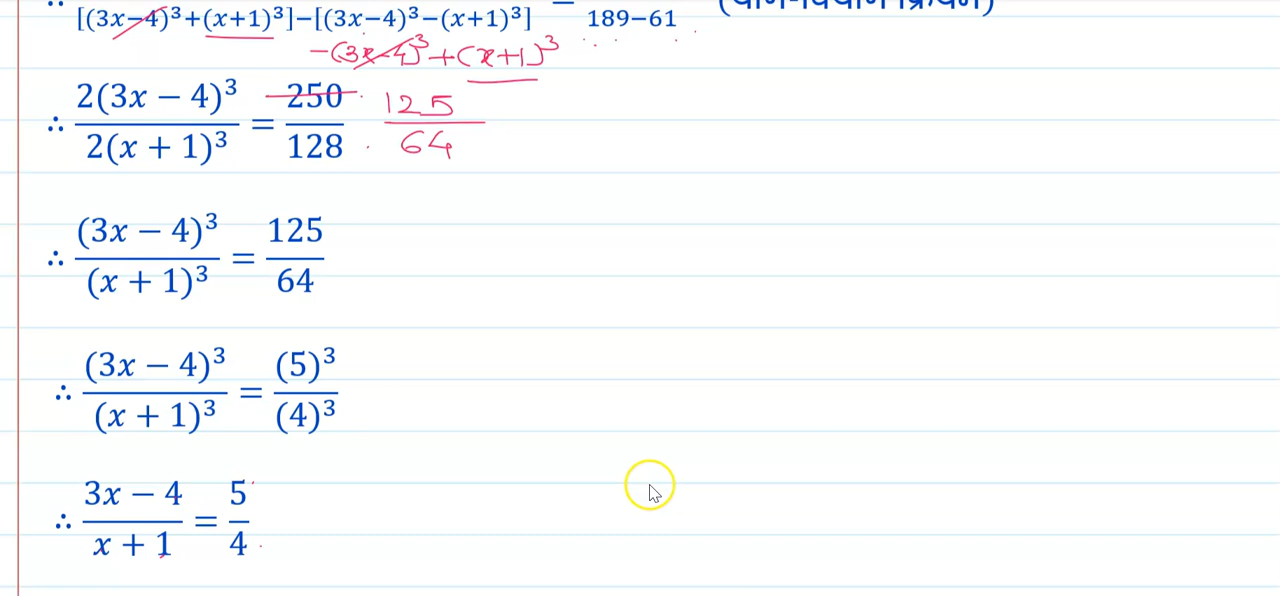 ∴ [(3x−4)³+(x+1)³]−[(3x−4)³−(x+1)³] = 189−61
−(3x−4)³+(x+1)³
∴ 2(3x − 4)³ / 2(x + 1)³ = 250 / 128 125 / 64
∴ (3x − 4)³ / (x + 1)³ = 125 / 64
∴ (3x − 4)³ / (x + 1)³ = (5)³ / (4)³
∴ 3x − 4 / x + 1 = 5 / 4